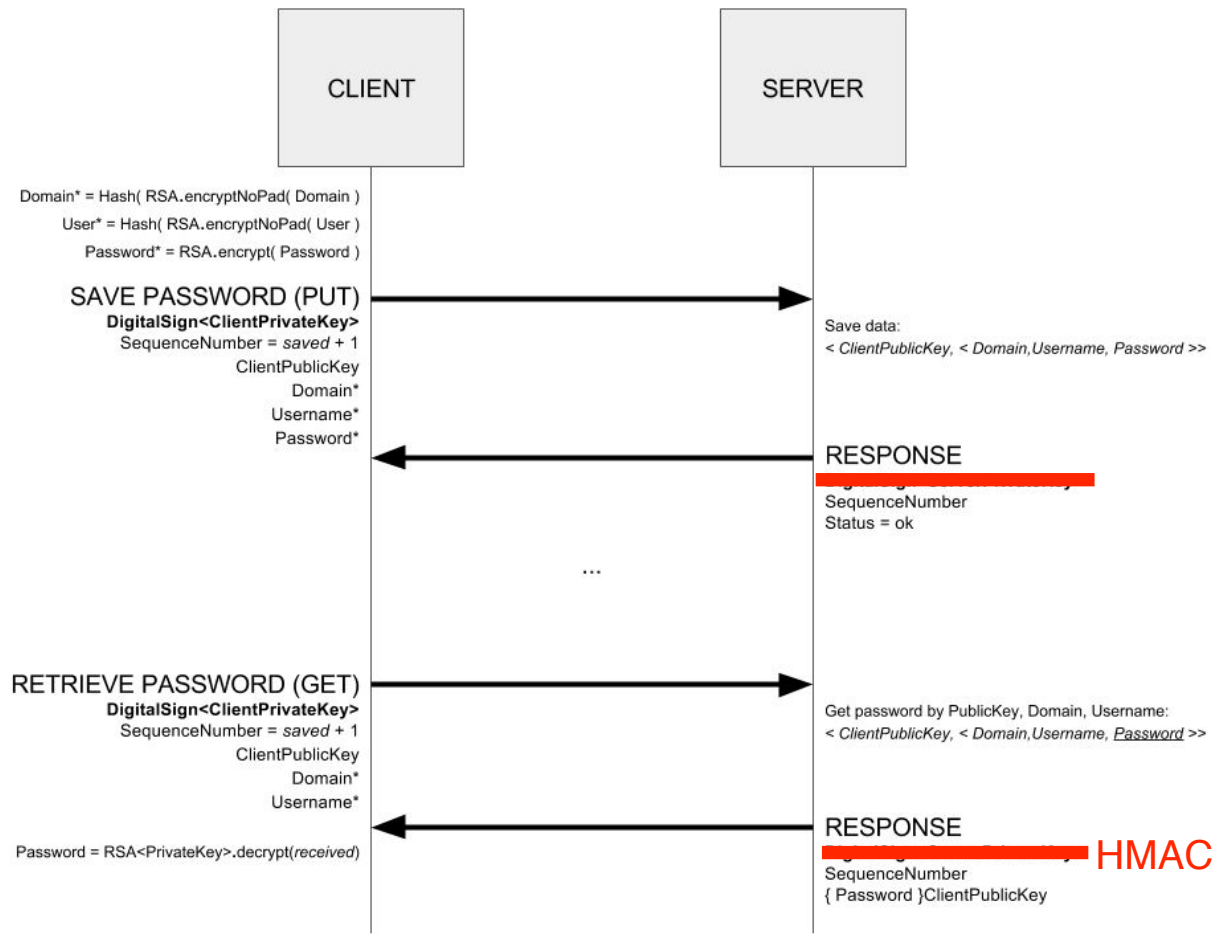 CLIENT
SERVER
Domain* = Hash( RSA.encryptNoPad( Domain )
User* = Hash( RSA.encryptNoPad( User )
Password* = RSA.encrypt( Password )
SAVE PASSWORD (PUT)
DigitalSign<ClientPrivateKey>
SequenceNumber = saved + 1
ClientPublicKey
Domain*
Username*
Password*
Save data:
< ClientPublicKey, < Domain,Username, Password >>
RESPONSE
SequenceNumber
Status = ok
...
RETRIEVE PASSWORD (GET)
DigitalSign<ClientPrivateKey>
SequenceNumber = saved + 1
ClientPublicKey
Domain*
Username*
Get password by PublicKey, Domain, Username:
< ClientPublicKey, < Domain,Username, Password >>
RESPONSE
HMAC
SequenceNumber
{ Password }ClientPublicKey
Password = RSA<PrivateKey>.decrypt(received)